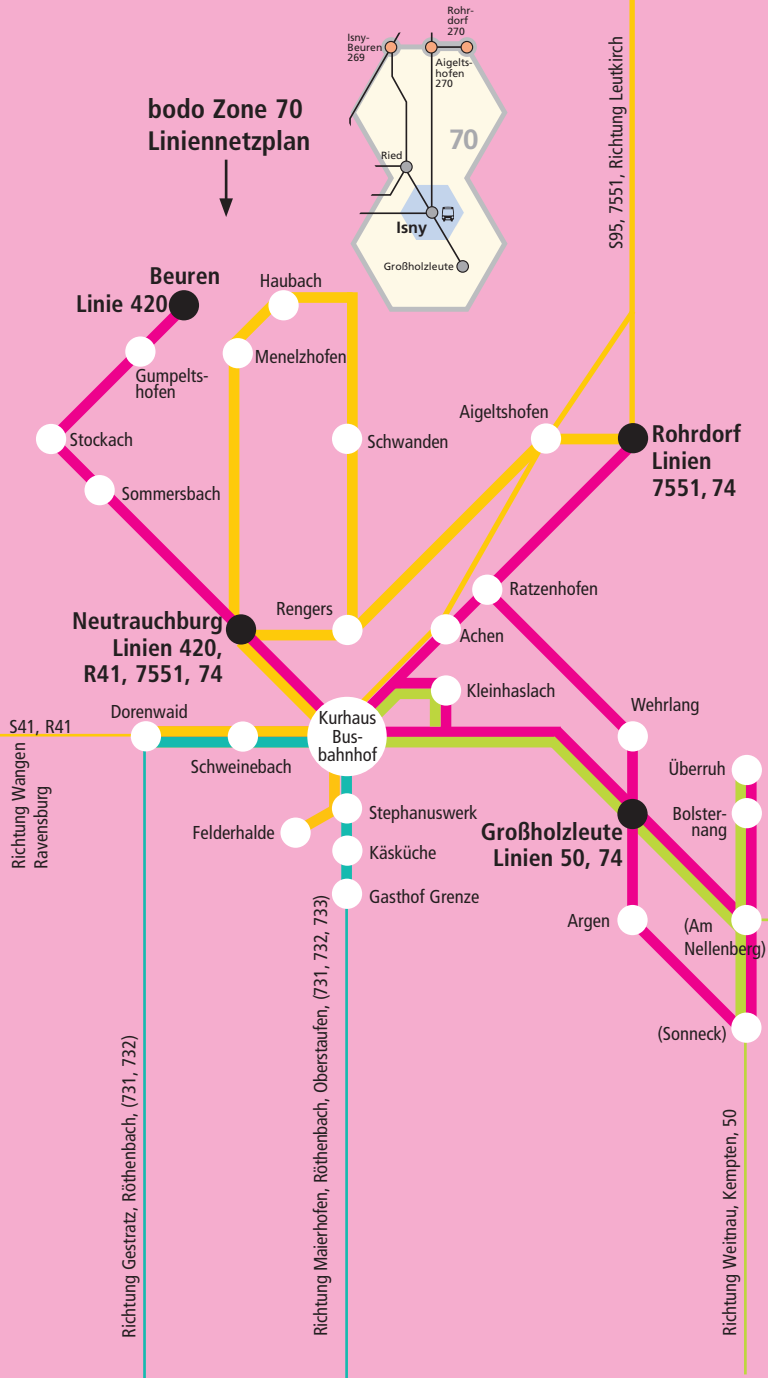 bodo Zone 70
Liniennetzplan
Isny-
Beuren
269
Rohr-
dorf
270
Aigelts-
hofen
270
70
Ried
Isny
Großholzleute
S95, 7551, Richtung Leutkirch
Beuren
Linie 420
Haubach
Menelzhofen
Gumpelts-
hofen
Stockach
Schwanden
Aigeltshofen
Rohrdorf
Linien
7551, 74
Sommersbach
Ratzenhofen
Rengers
Neutrauchburg
Linien 420,
R41, 7551, 74
Achen
Kleinhaslach
Wehrlang
Dorenwaid
S41, R41
Kurhaus
Bus-
bahnhof
Schweinebach
Richtung Wangen
Ravensburg
Überruh
Bolster-
nang
Stephanuswerk
Felderhalde
Großholzleute
Linien 50, 74
Käsküche
Gasthof Grenze
Argen
(Am
Nellenberg)
(Sonneck)
Richtung Gestratz, Röthenbach, (731, 732)
Richtung Maierhofen, Röthenbach, Oberstaufen, (731, 732, 733)
Richtung Weitnau, Kempten, 50